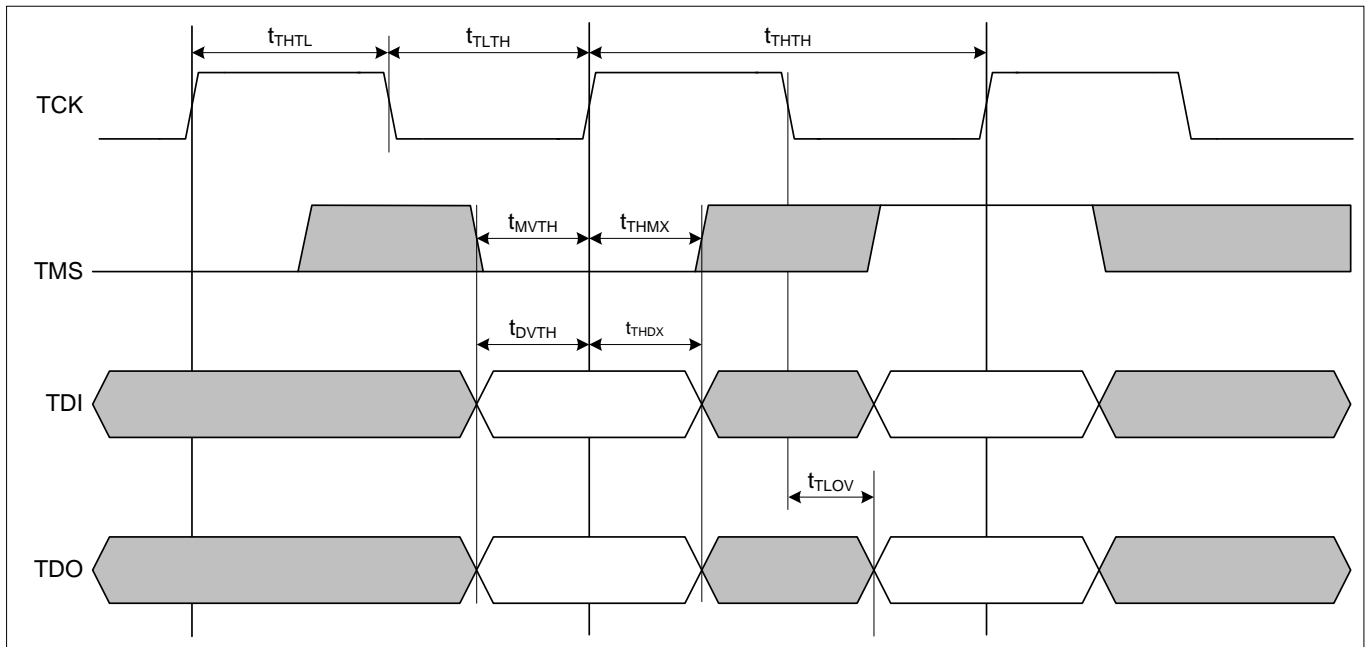 tTHTL tTLTH tTHTH
TCK
tMVTH tTHMX
TMS
tDVTH tTHDX
TDI
tTLOV
TDO